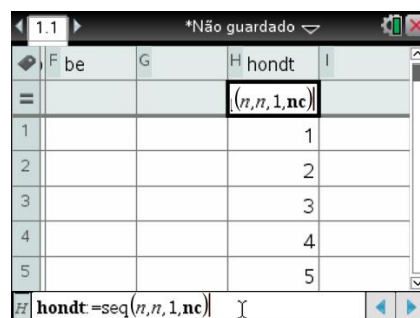 1.1 *Não guardado
F be G H hondt I
= (n,n,1,nc)
1 1
2 2
3 3
4 4
5 5
H hondt:=seq(n,n,1,nc)